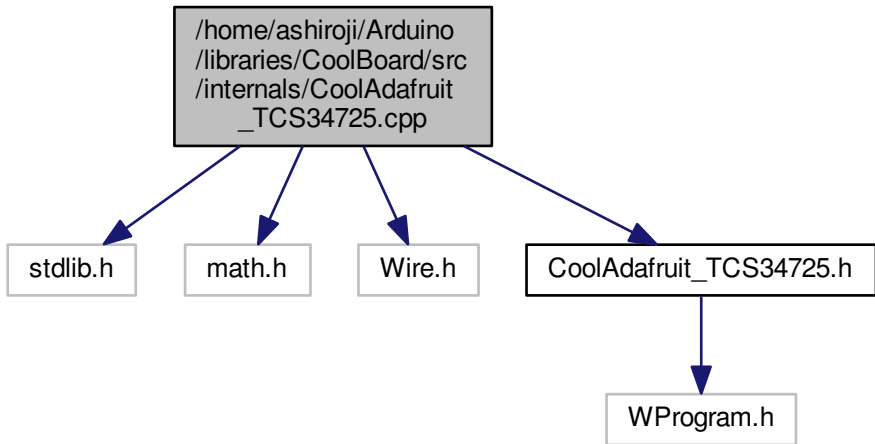 /home/ashiroji/Arduino
/libraries/CoolBoard/src
/internals/CoolAdafruit
_TCS34725.cpp
stdlib.h
math.h
Wire.h
CoolAdafruit_TCS34725.h
WProgram.h